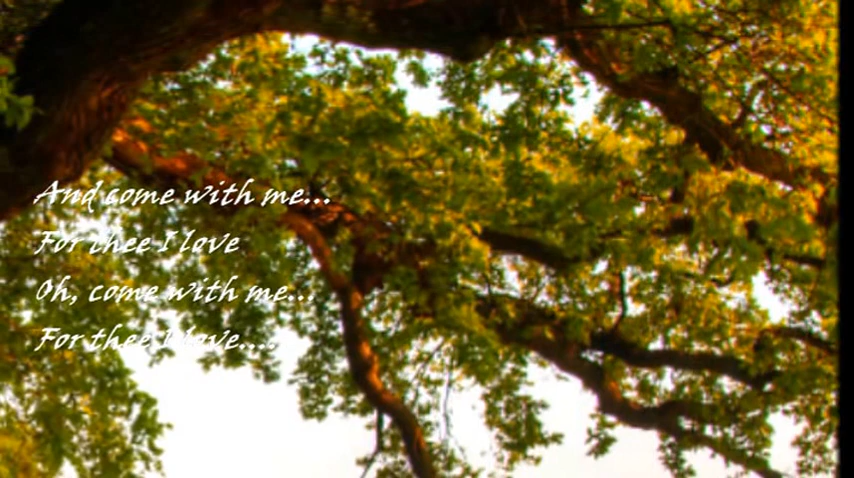 And come with me...
For thee I love
Oh, come with me...
For thee I love....